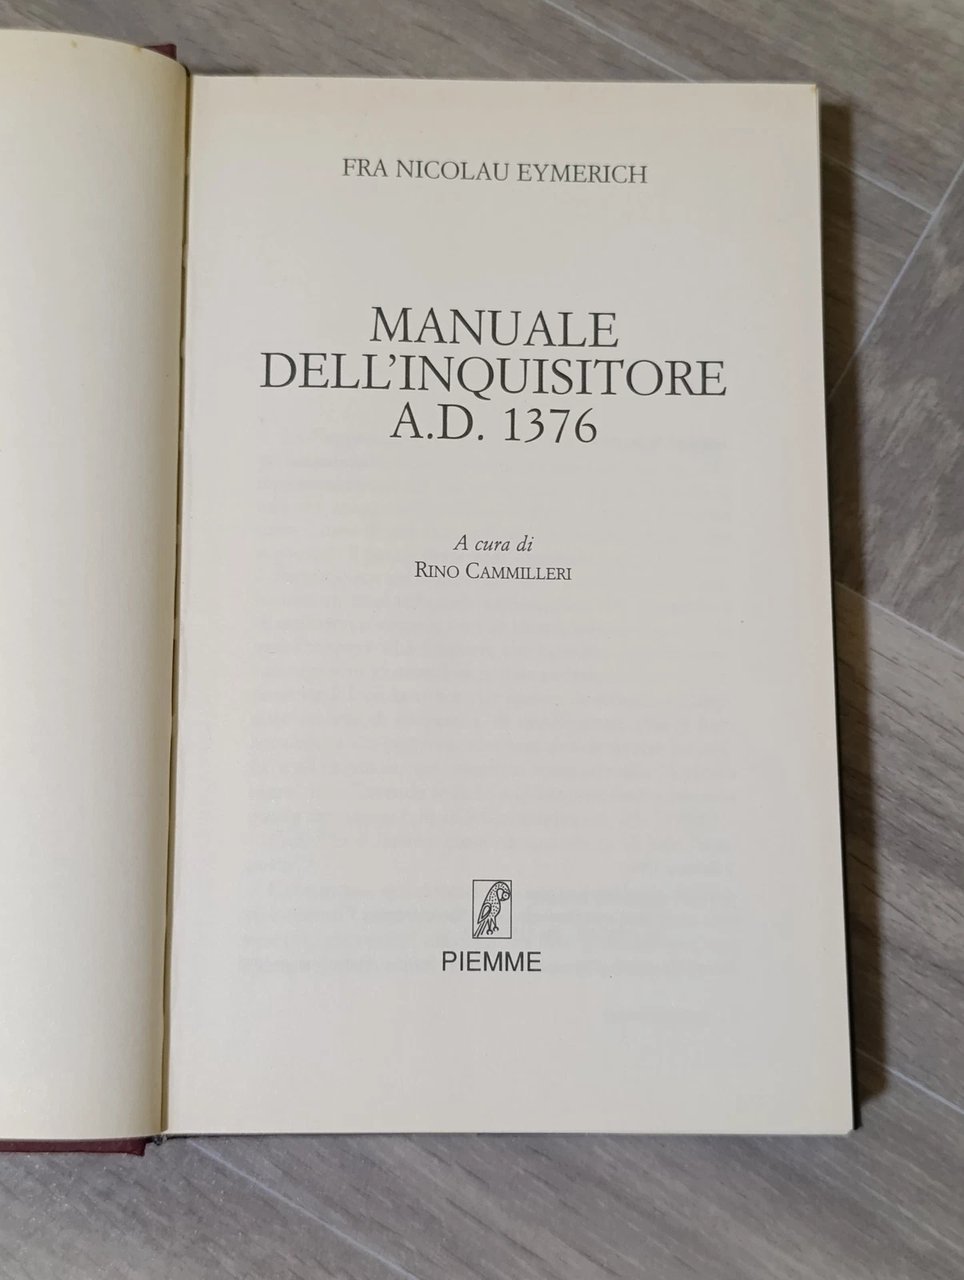 FRA NICOLAU EYMERICH
MANUALE
DELL'INQUISITORE
A.D. 1376
A cura di
RINO CAMMILLERI
PIEMME